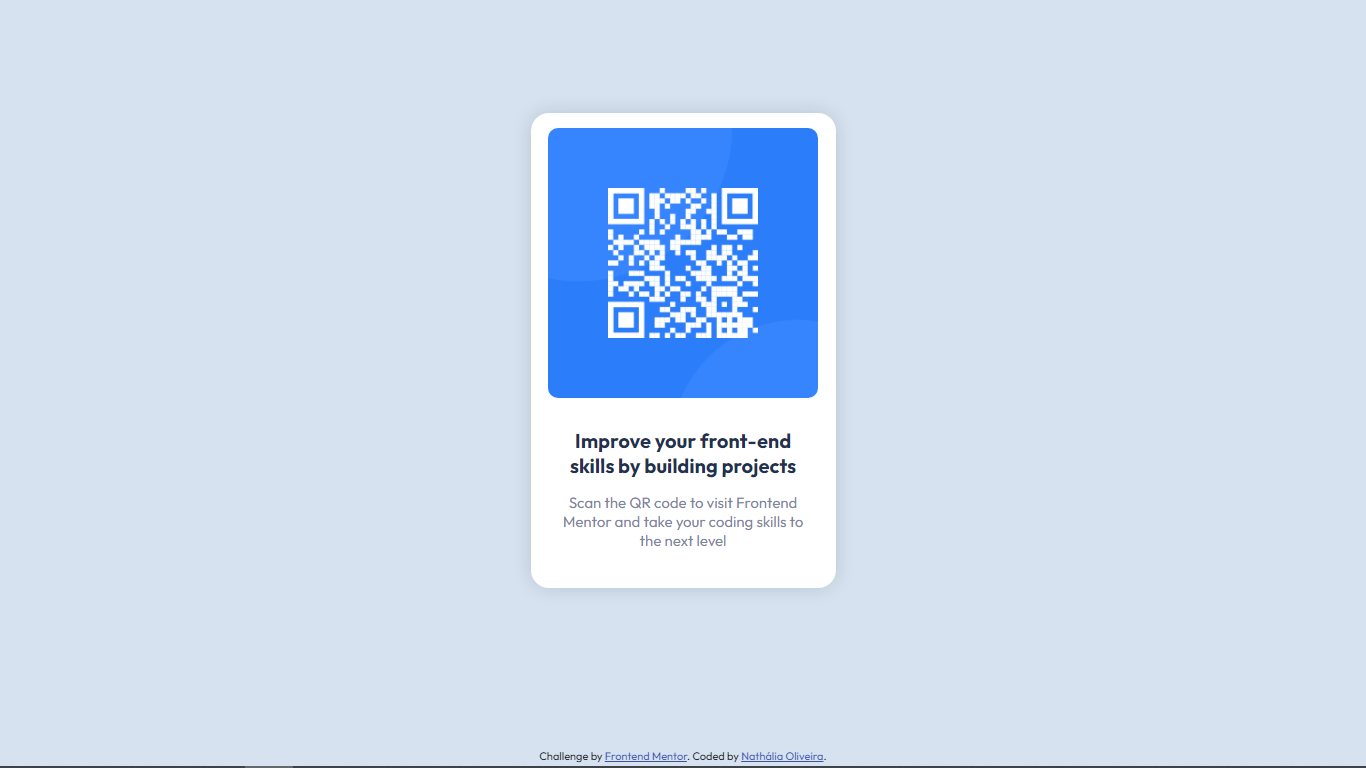 Improve your front-end
skills by building projects
Scan the QR code to visit Frontend
Mentor and take your coding skills to
the next level
Challenge by Frontend Mentor. Coded by Nathália Oliveira.